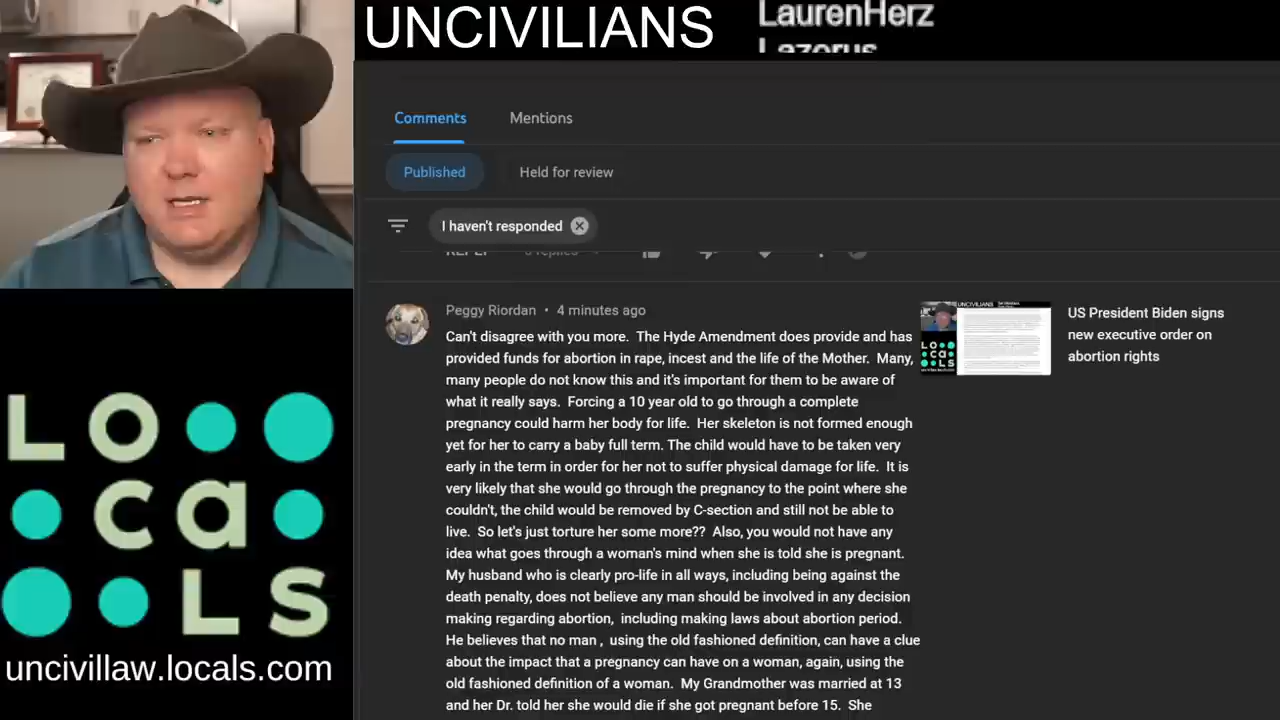 UNCIVILIANS
LaurenHerz
Lazorus
Comments
Mentions
Published
Held for review
I haven't responded
REPLY
Peggy Riordan • 4 minutes ago
Can't disagree with you more. The Hyde Amendment does provide and has
provided funds for abortion in rape, incest and the life of the Mother. Many,
many people do not know this and it's important for them to be aware of
what it really says. Forcing a 10 year old to go through a complete
pregnancy could harm her body for life. Her skeleton is not formed enough
yet for her to carry a baby full term. The child would have to be taken very
early in the term in order for her not to suffer physical damage for life. It is
very likely that she would go through the pregnancy to the point where she
couldn't, the child would be removed by C-section and still not be able to
live. So let's just torture her some more?? Also, you would not have any
idea what goes through a woman's mind when she is told she is pregnant.
My husband who is clearly pro-life in all ways, including being against the
death penalty, does not believe any man should be involved in any decision
making regarding abortion, including making laws about abortion period.
He believes that no man , using the old fashioned definition, can have a clue
about the impact that a pregnancy can have on a woman, again, using the
old fashioned definition of a woman. My Grandmother was married at 13
and her Dr. told her she would die if she got pregnant before 15. She
US President Biden signs
new executive order on
abortion rights
LO
ca
LS
uncivillaw.locals.com